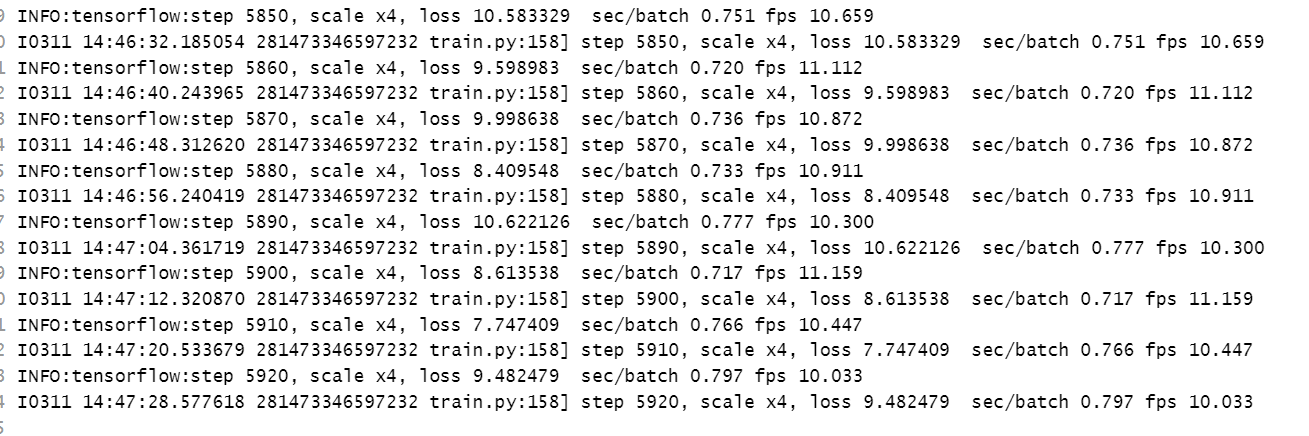 9 INFO:tensorflow:step 5850, scale x4, loss 10.583329  sec/batch 0.751 fps 10.659
0 I0311 14:46:32.185054 281473346597232 train.py:158] step 5850, scale x4, loss 10.583329  sec/batch 0.751 fps 10.659
1 INFO:tensorflow:step 5860, scale x4, loss 9.598983  sec/batch 0.720 fps 11.112
2 I0311 14:46:40.243965 281473346597232 train.py:158] step 5860, scale x4, loss 9.598983  sec/batch 0.720 fps 11.112
3 INFO:tensorflow:step 5870, scale x4, loss 9.998638  sec/batch 0.736 fps 10.872
4 I0311 14:46:48.312620 281473346597232 train.py:158] step 5870, scale x4, loss 9.998638  sec/batch 0.736 fps 10.872
5 INFO:tensorflow:step 5880, scale x4, loss 8.409548  sec/batch 0.733 fps 10.911
6 I0311 14:46:56.240419 281473346597232 train.py:158] step 5880, scale x4, loss 8.409548  sec/batch 0.733 fps 10.911
7 INFO:tensorflow:step 5890, scale x4, loss 10.622126  sec/batch 0.777 fps 10.300
8 I0311 14:47:04.361719 281473346597232 train.py:158] step 5890, scale x4, loss 10.622126  sec/batch 0.777 fps 10.300
9 INFO:tensorflow:step 5900, scale x4, loss 8.613538  sec/batch 0.717 fps 11.159
0 I0311 14:47:12.320870 281473346597232 train.py:158] step 5900, scale x4, loss 8.613538  sec/batch 0.717 fps 11.159
1 INFO:tensorflow:step 5910, scale x4, loss 7.747409  sec/batch 0.766 fps 10.447
2 I0311 14:47:20.533679 281473346597232 train.py:158] step 5910, scale x4, loss 7.747409  sec/batch 0.766 fps 10.447
3 INFO:tensorflow:step 5920, scale x4, loss 9.482479  sec/batch 0.797 fps 10.033
4 I0311 14:47:28.577618 281473346597232 train.py:158] step 5920, scale x4, loss 9.482479  sec/batch 0.797 fps 10.033
5